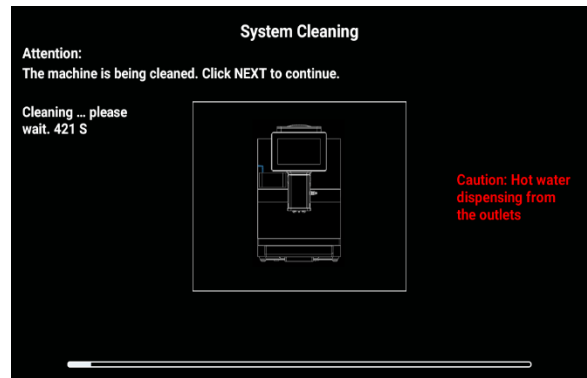 System Cleaning
Attention:
The machine is being cleaned. Click NEXT to continue.
Cleaning ... please
wait. 421 S
Caution: Hot water
dispensing from
the outlets